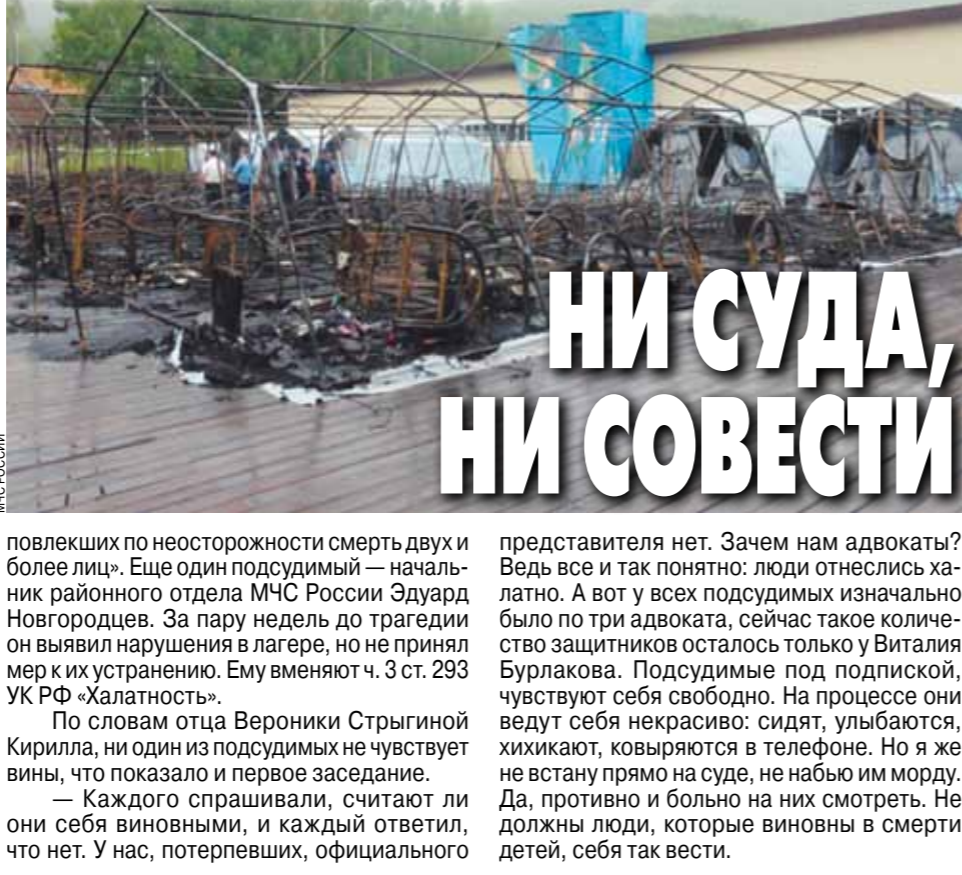 НИ СУДА,
НИ СОВЕСТИ
МЧС РОССИИ
повлекших по неосторожности смерть двух и
более лиц». Еще один подсудимый — началь-
ник районного отдела МЧС России Эдуард
Новгородцев. За пару недель до трагедии
он выявил нарушения в лагере, но не принял
мер к их устранению. Ему вменяют ч. 3 ст. 293
УК РФ «Халатность».
По словам отца Вероники Стрыгиной
Кирилла, ни один из подсудимых не чувствует
вины, что показало и первое заседание.
— Каждого спрашивали, считают ли
они себя виновными, и каждый ответил,
что нет. У нас, потерпевших, официального
представителя нет. Зачем нам адвокаты?
Ведь все и так понятно: люди отнеслись ха-
латно. А вот у всех подсудимых изначально
было по три адвоката, сейчас такое количе-
ство защитников осталось только у Виталия
Бурлакова. Подсудимые под подпиской,
чувствуют себя свободно. На процессе они
ведут себя некрасиво: сидят, улыбаются,
хихикают, ковыряются в телефоне. Но я же
не встану прямо на суде, не набью им морду.
Да, противно и больно на них смотреть. Не
должны люди, которые виновны в смерти
детей, себя так вести.